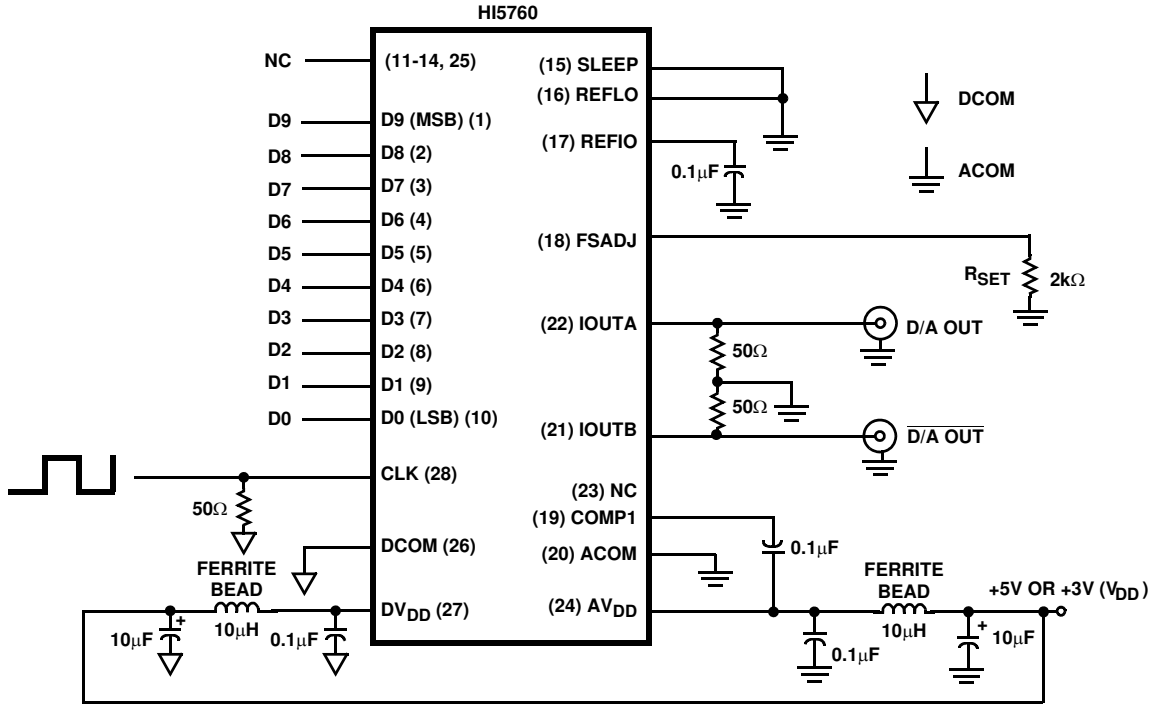 HI5760
NC
(11-14, 25)
D9
D9 (MSB) (1)
D8
D8 (2)
D7
D7 (3)
D6
D6 (4)
D5
D5 (5)
D4
D4 (6)
D3
D3 (7)
D2
D2 (8)
D1
D1 (9)
D0
D0 (LSB) (10)
CLK (28)
50Ω
DCOM (26)
FERRITE
BEAD
10μH
10μF
+
0.1μF
DVDD (27)
(15) SLEEP
(16) REFLO
(17) REFIO
0.1μF
(18) FSADJ
RSET
2kΩ
(22) IOUTA
50Ω
D/A OUT
50Ω
(21) IOUTB
D/A OUT
(23) NC
(19) COMP1
0.1μF
(20) ACOM
(24) AVDD
0.1μF
FERRITE
BEAD
10μH
+5V OR +3V (VDD)
+
10μF
DCOM
ACOM